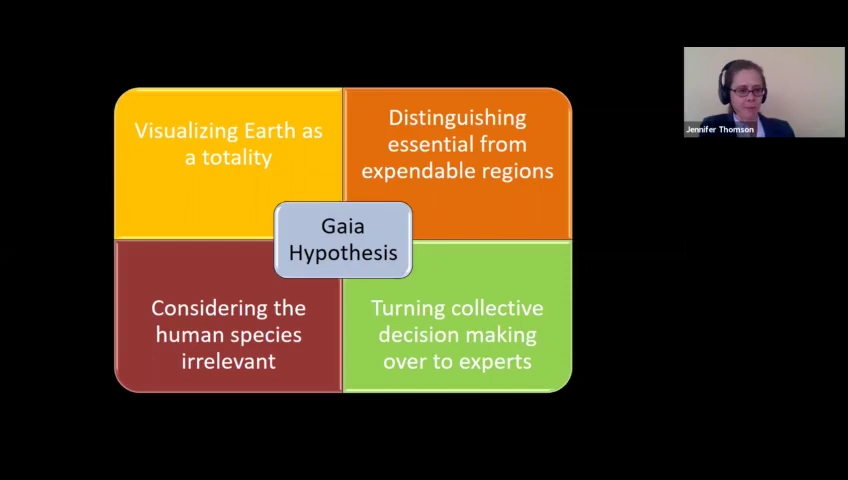 Visualizing Earth as
a totality
Distinguishing
essential from
expendable regions
Gaia
Hypothesis
Considering the
human species
irrelevant
Turning collective
decision making
over to experts
Jennifer Thomson